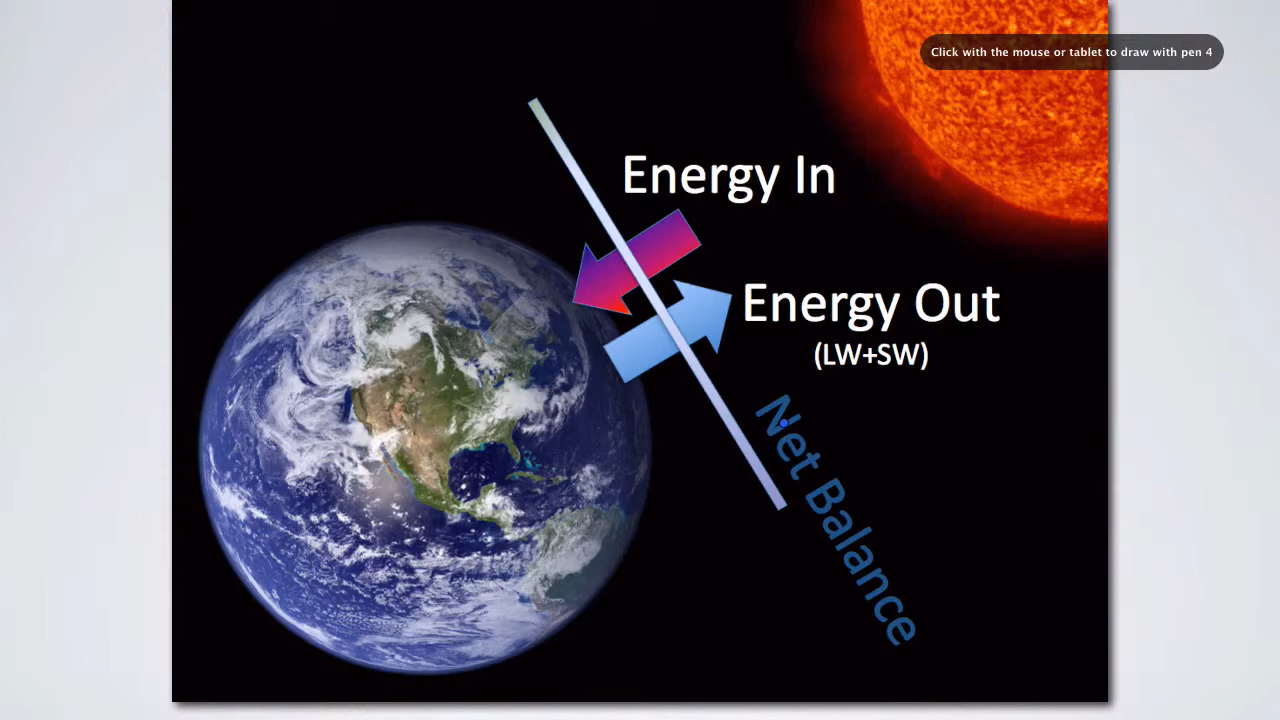 Click with the mouse or tablet to draw with pen 4
Energy In
Energy Out
(LW+SW)
Net Balance